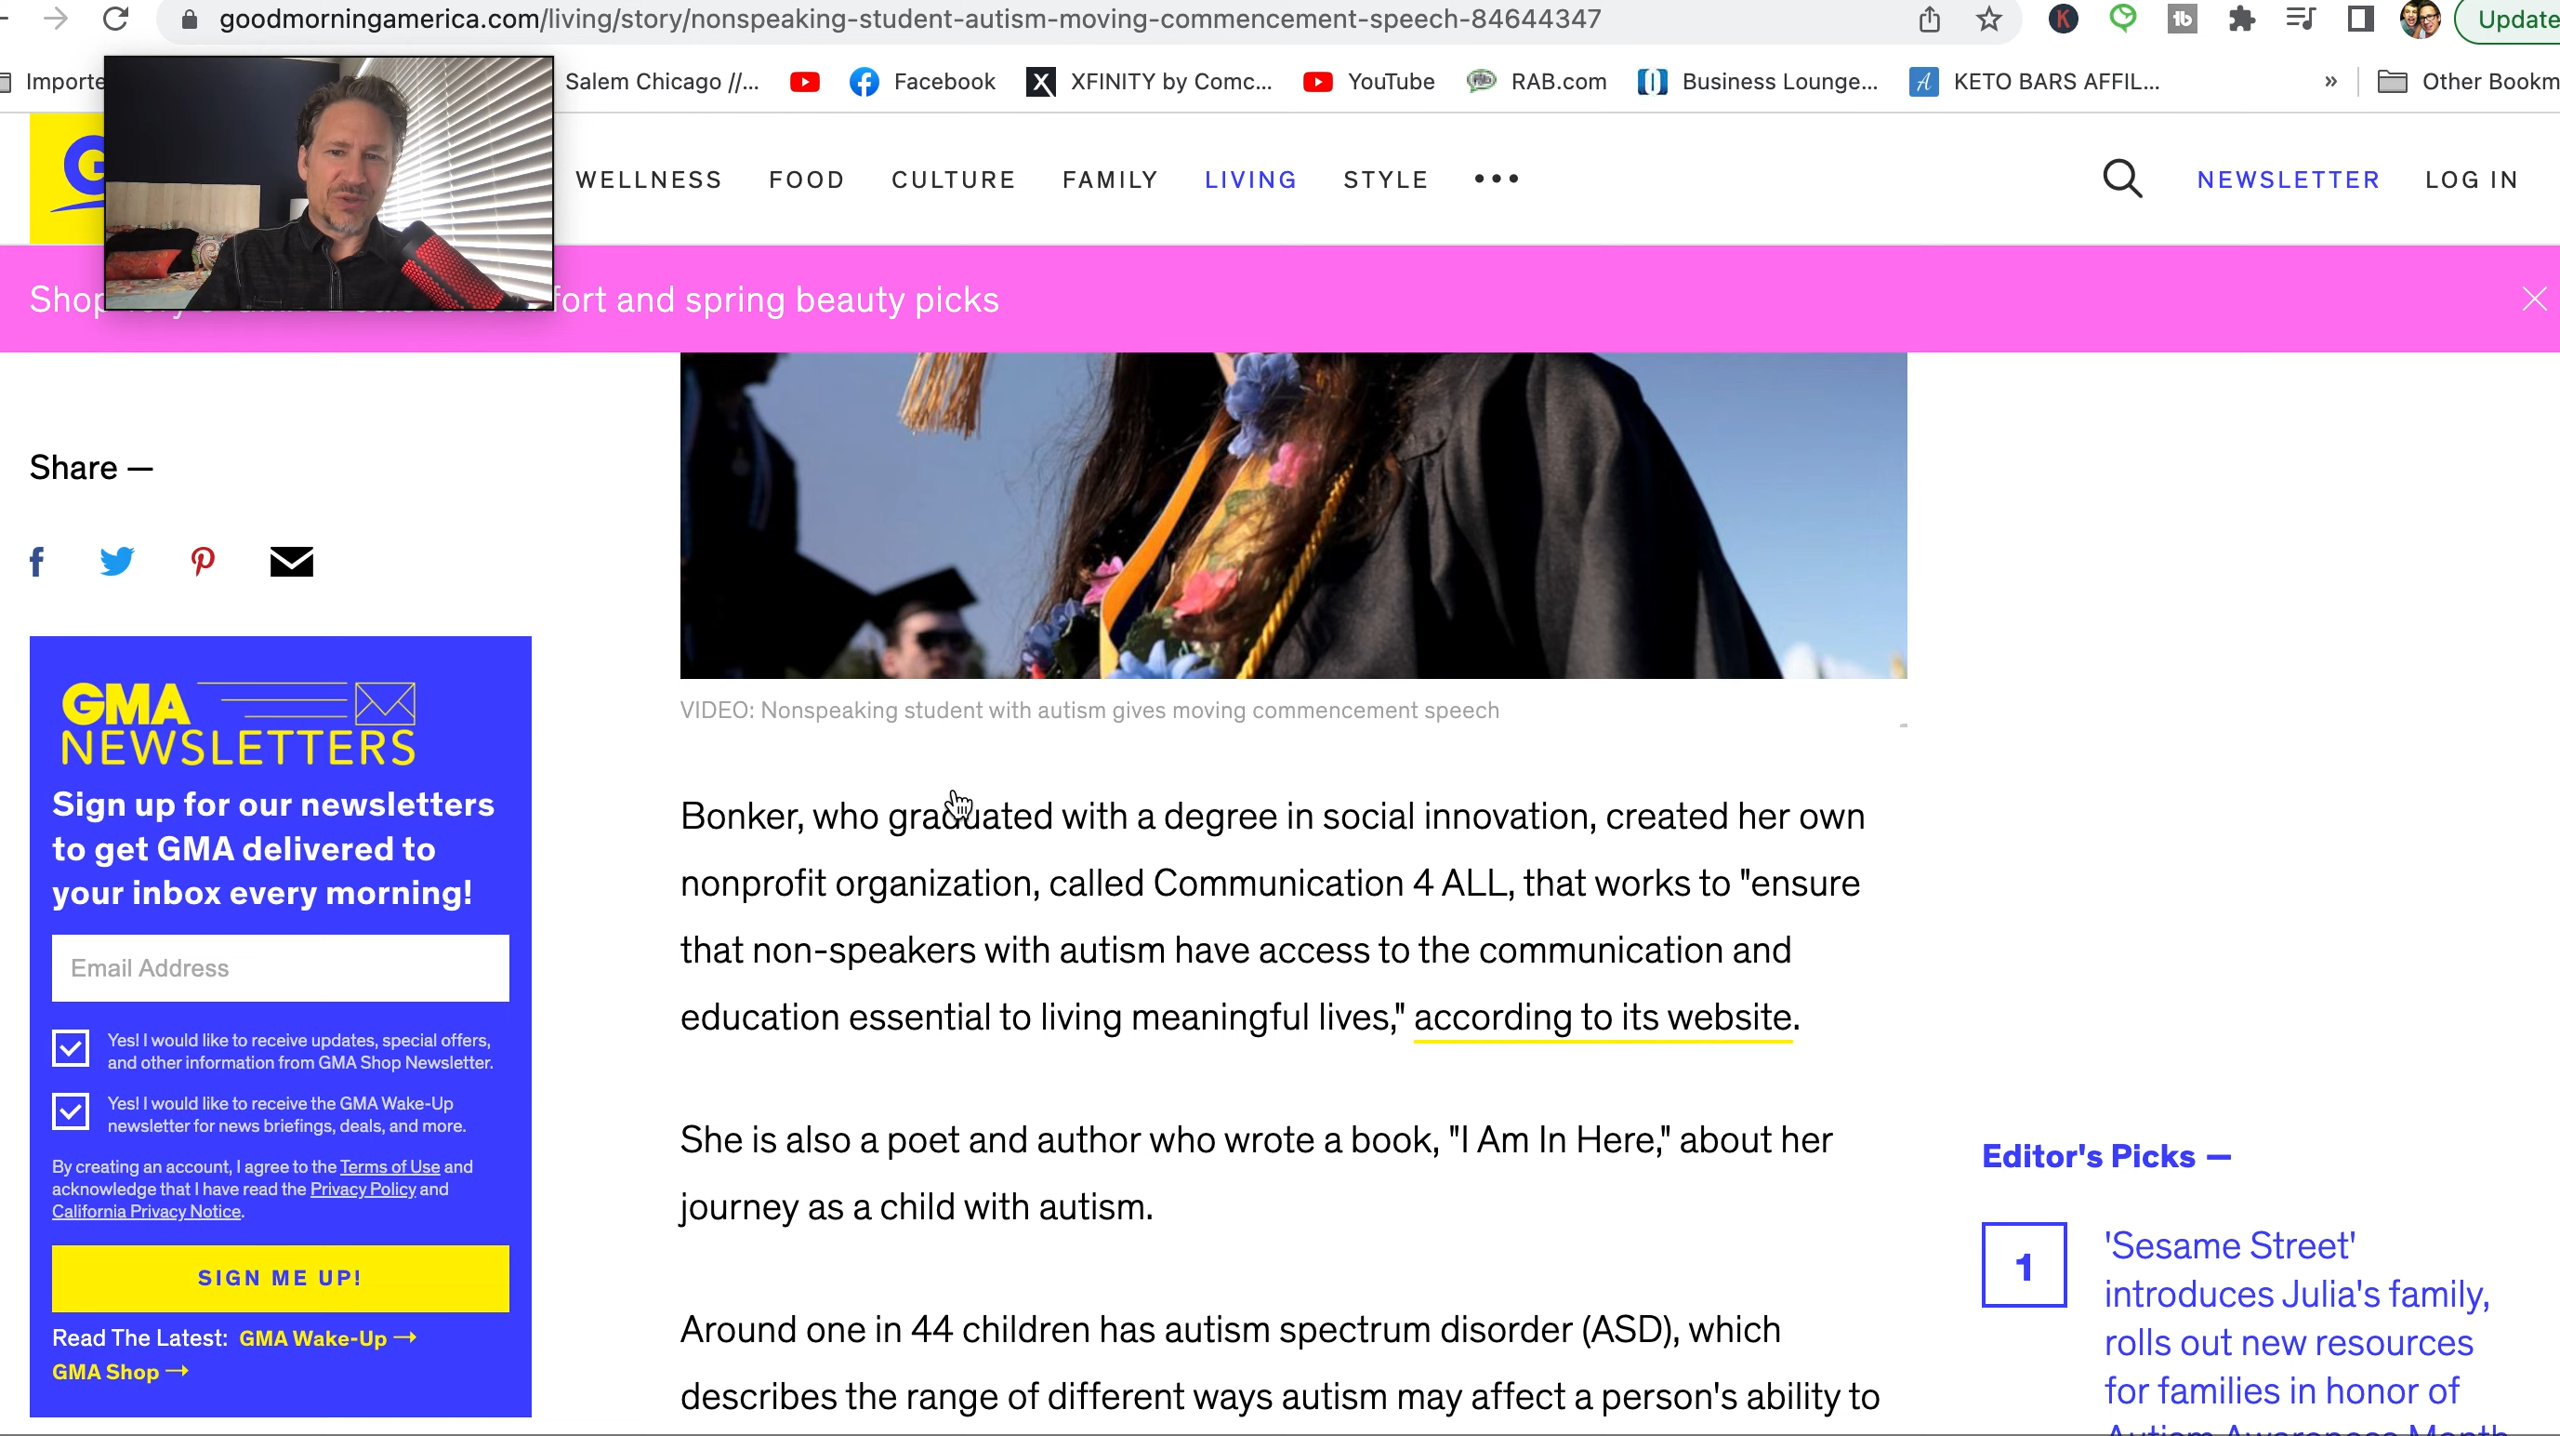 goodmorningamerica.com/living/story/nonspeaking-student-autism-moving-commencement-speech-84644347
K
tb
Update
Salem Chicago //...
Facebook
XFINITY by Comc...
YouTube
RAB.com
Business Lounge...
KETO BARS AFFIL...
»
Other Bookm
G
WELLNESS
FOOD
CULTURE
FAMILY
LIVING
STYLE
•••
NEWSLETTER
LOG IN
Shop fort and spring beauty picks
Share —
GMA
NEWSLETTERS
Sign up for our newsletters
to get GMA delivered to
your inbox every morning!
Email Address
Yes! I would like to receive updates, special offers,
and other information from GMA Shop Newsletter.
Yes! I would like to receive the GMA Wake-Up
newsletter for news briefings, deals, and more.
By creating an account, I agree to the Terms of Use and
acknowledge that I have read the Privacy Policy and
California Privacy Notice.
SIGN ME UP!
Read The Latest: GMA Wake-Up →
GMA Shop →
VIDEO: Nonspeaking student with autism gives moving commencement speech
Bonker, who graduated with a degree in social innovation, created her own
nonprofit organization, called Communication 4 ALL, that works to "ensure
that non-speakers with autism have access to the communication and
education essential to living meaningful lives," according to its website.
She is also a poet and author who wrote a book, "I Am In Here," about her
journey as a child with autism.
Around one in 44 children has autism spectrum disorder (ASD), which
describes the range of different ways autism may affect a person's ability to
Editor's Picks —
1
'Sesame Street'
introduces Julia's family,
rolls out new resources
for families in honor of
Autism Awareness Month